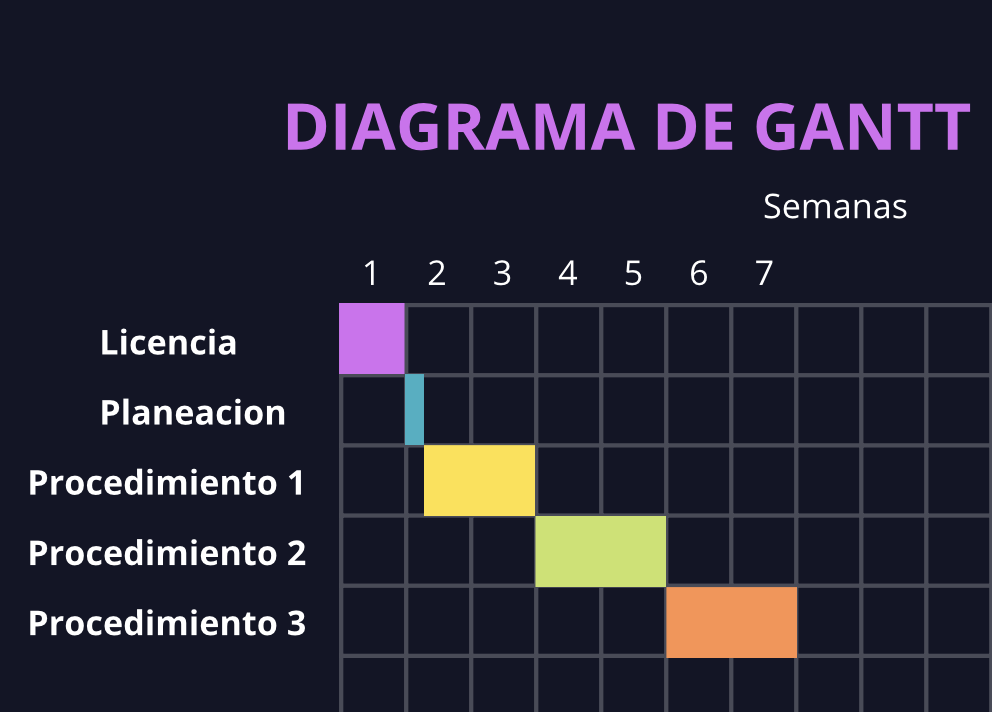 DIAGRAMA DE GANTT
Semanas
1 2 3 4 5 6 7
Licencia
Planeacion
Procedimiento 1
Procedimiento 2
Procedimiento 3